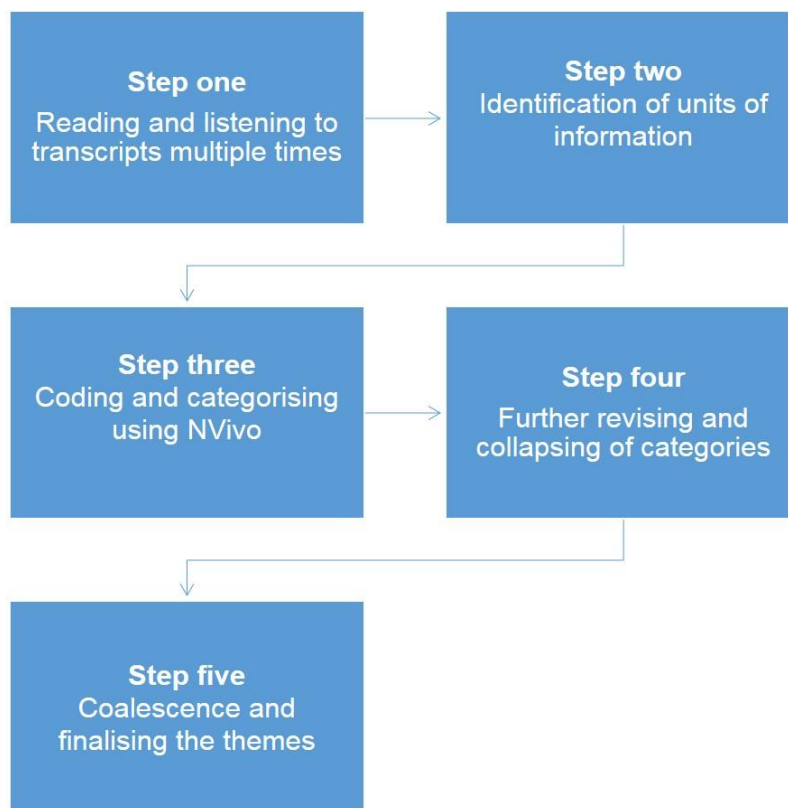 Step one
Reading and listening to
transcripts multiple times
Step two
Identification of units of
information
Step three
Coding and categorising
using NVivo
Step four
Further revising and
collapsing of categories
Step five
Coalescence and
finalising the themes